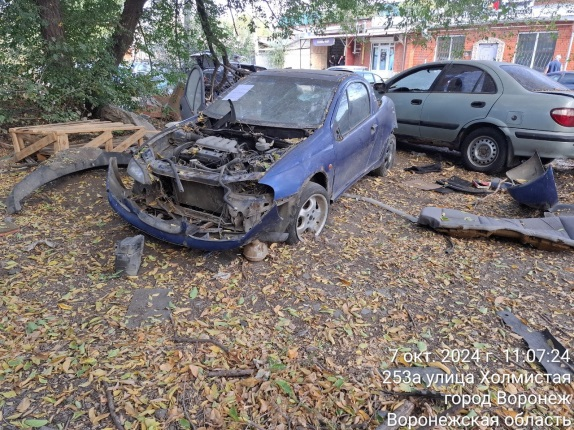 7 окт. 2024 г. 11:07:24
253а улица Холмистая
город Воронеж
Воронежская область